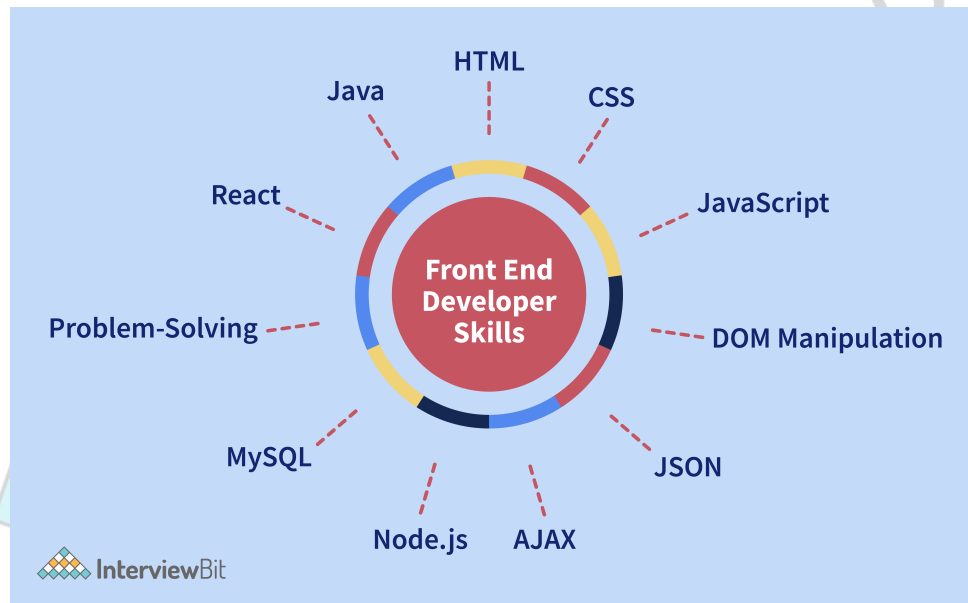 HTML
CSS
JavaScript
DOM Manipulation
JSON
AJAX
Node.js
MySQL
Problem-Solving
React
Java
Front End
Developer
Skills
InterviewBit